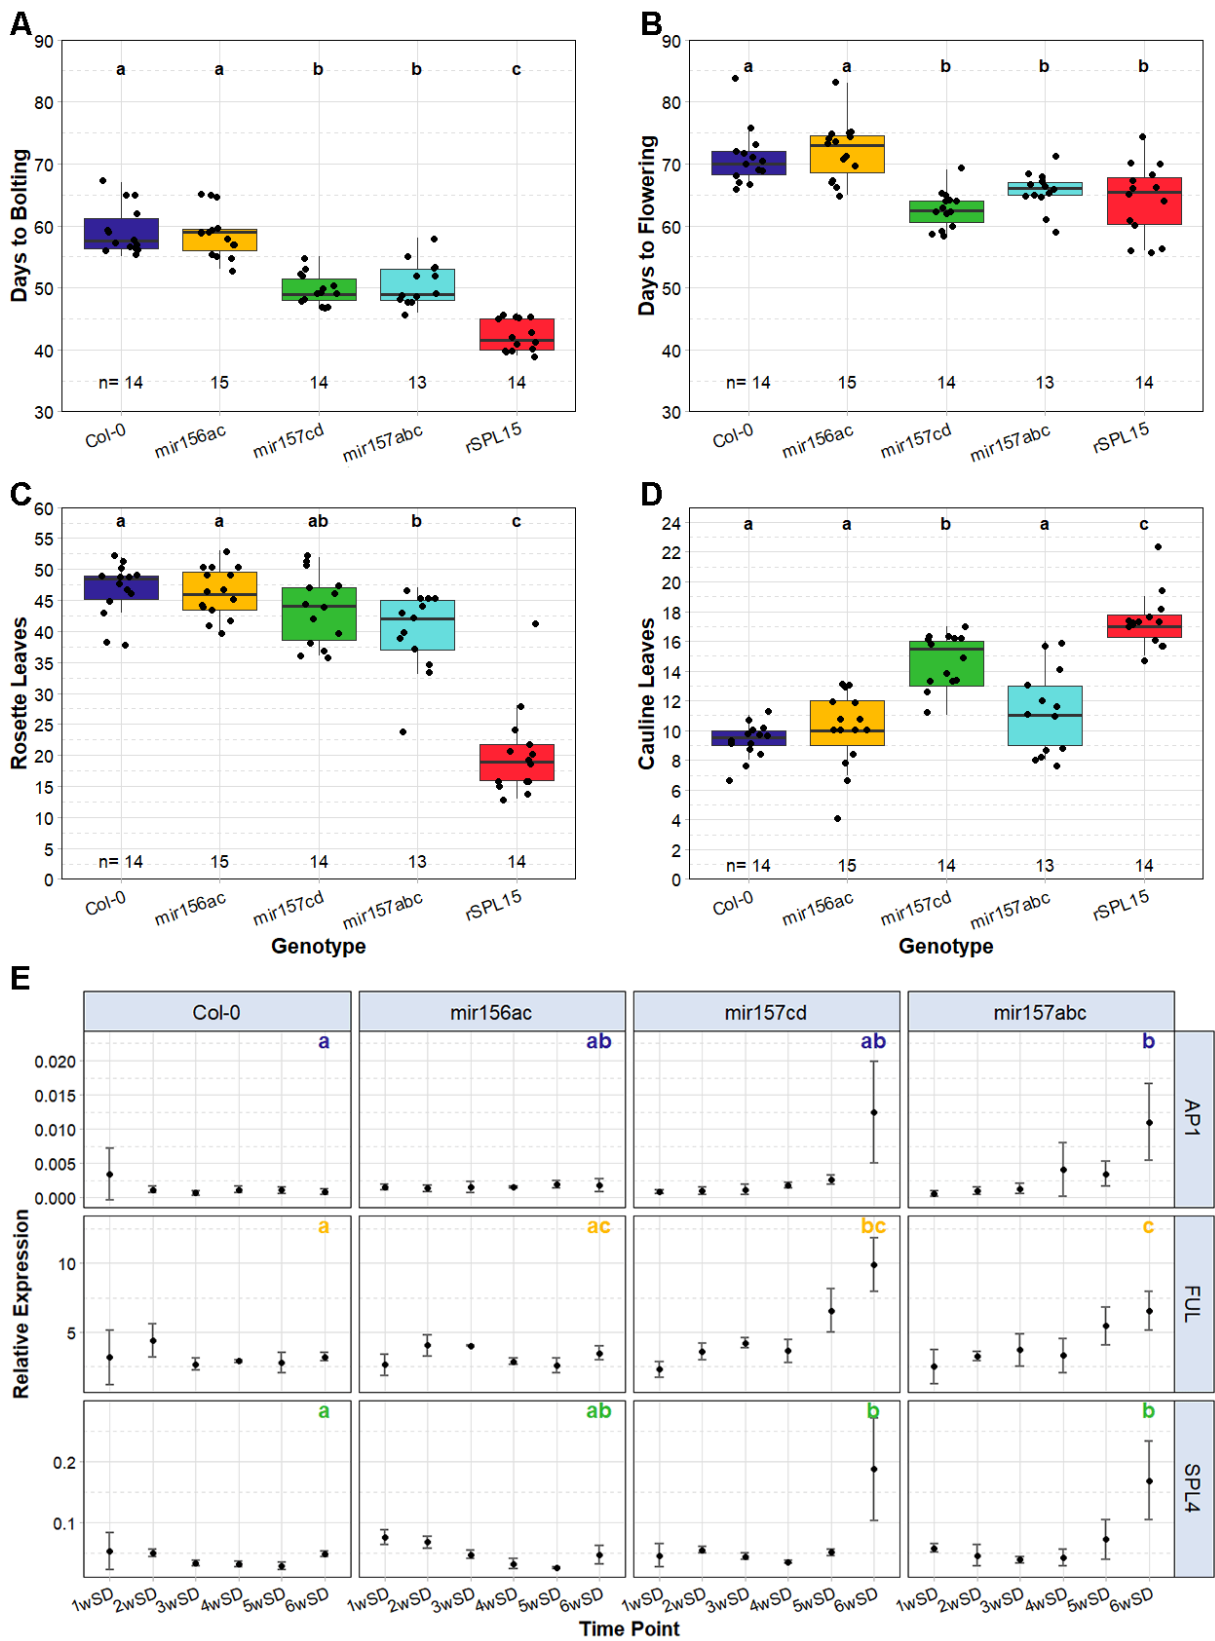 A
B
90
80
70
60
50
40
30
Days to Bolting
a a b b c
n= 14 15 14 13 14
Col-0 mir156ac mir157cd mir157abc rSPL15
90
80
70
60
50
40
30
Days to Flowering
a a b b b
n= 14 15 14 13 14
Col-0 mir156ac mir157cd mir157abc rSPL15
C
D
60
55
50
45
40
35
30
25
20
15
10
5
0
Rosette Leaves
a a ab b c
n= 14 15 14 13 14
Col-0 mir156ac mir157cd mir157abc rSPL15
Genotype
24
22
20
18
16
14
12
10
8
6
4
2
0
Cauline Leaves
a a b a c
n= 14 15 14 13 14
Col-0 mir156ac mir157cd mir157abc rSPL15
Genotype
E
Col-0 mir156ac mir157cd mir157abc
a ab ab b
0.020
0.015
0.010
0.005
0.000
AP1
a ac bc c
10
5
FUL
Relative Expression
a ab b b
0.2
0.1
SPL4
1wSD 2wSD 3wSD 4wSD 5wSD 6wSD 1wSD 2wSD 3wSD 4wSD 5wSD 6wSD 1wSD 2wSD 3wSD 4wSD 5wSD 6wSD 1wSD 2wSD 3wSD 4wSD 5wSD 6wSD
Time Point